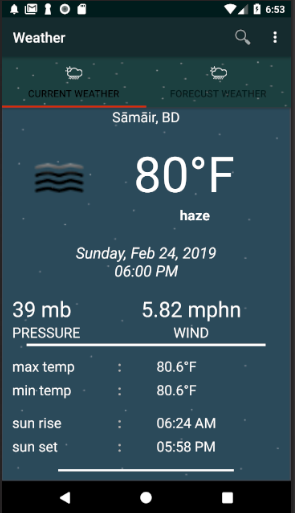 6:53
Weather
CURRENT WEATHER
FORECUST WEATHER
Sāmāir, BD
80°F
haze
Sunday, Feb 24, 2019
06:00 PM
39 mb
5.82 mphn
PRESSURE
WIND
max temp : 80.6°F
min temp : 80.6°F
sun rise : 06:24 AM
sun set : 05:58 PM